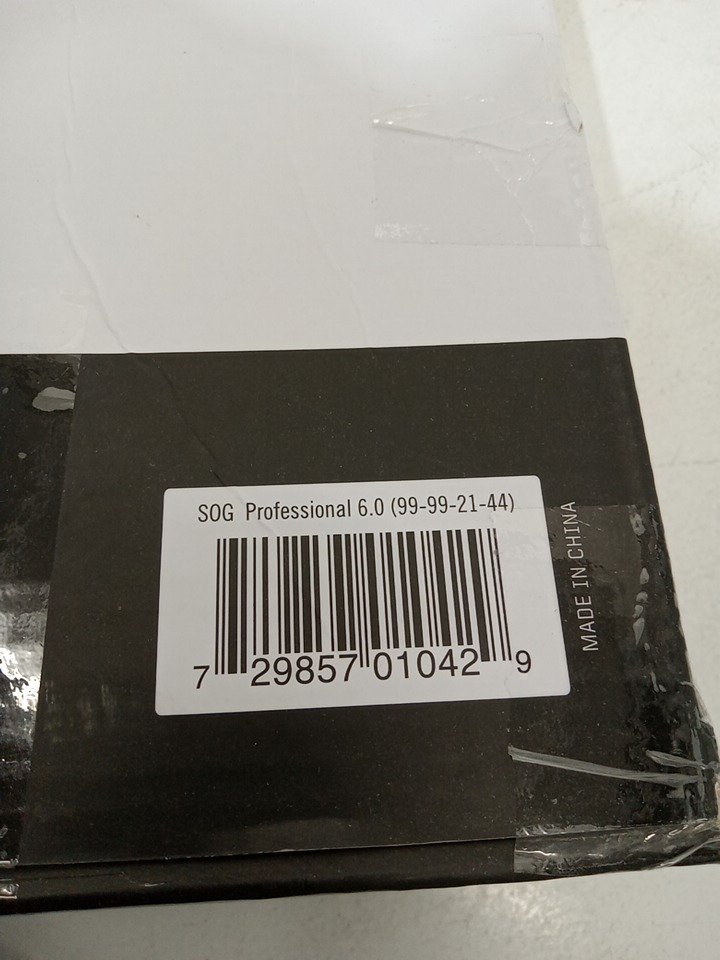 SOG Professional 6.0 (99-99-21-44)
7 29857 01042 9
MADE IN CHINA